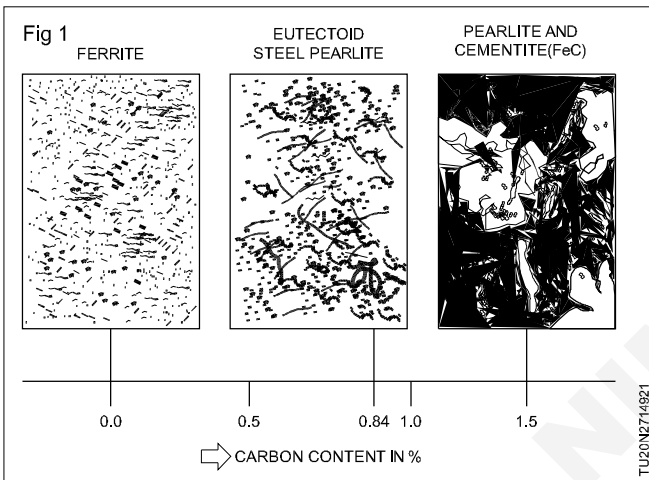 Fig 1
FERRITE
EUTECTOID
STEEL PEARLITE
PEARLITE AND
CEMENTITE(FeC)
0.0
0.5
0.84
1.0
1.5
CARBON CONTENT IN %
TU20N2714921